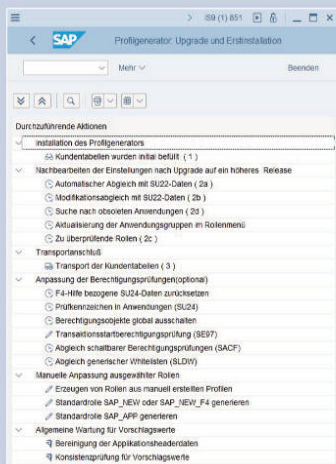 IS9 (1) 851
SAP
Profilgenerator: Upgrade und Erstinstallation
Mehr
Beenden
Durchzuführende Aktionen
Installation des Profilgenerators
Kundentabellen wurden initial befüllt ( 1 )
Nachbearbeiten der Einstellungen nach Upgrade auf ein höheres Release
Automatischer Abgleich mit SU22-Daten ( 2a )
Modifikationsabgleich mit SU22-Daten ( 2b )
Suche nach obsoleten Anwendungen ( 2d )
Aktualisierung der Anwendungsgruppen im Rollenmenü
Zu überprüfende Rollen ( 2c )
Transportanschluß
Transport der Kundentabellen ( 3 )
Anpassung der Berechtigungsprüfungen(optional)
F4-Hilfe bezogene SU24-Daten zurücksetzen
Prüfkennzeichen in Anwendungen (SU24)
Berechtigungsobjekte global ausschalten
Transaktionsstartberechtigungsprüfung (SE97)
Abgleich schaltbarer Berechtigungsprüfungen (SACF)
Abgleich generischer Whitelisten (SLDW)
Manuelle Anpassung ausgewählter Rollen
Erzeugen von Rollen aus manuell erstellten Profilen
Standardrolle SAP_NEW oder SAP_NEW_F4 generieren
Standardrolle SAP_APP generieren
Allgemeine Wartung für Vorschlagswerte
Bereinigung der Applikationsheaderdaten
Konsistenzprüfung für Vorschlagswerte